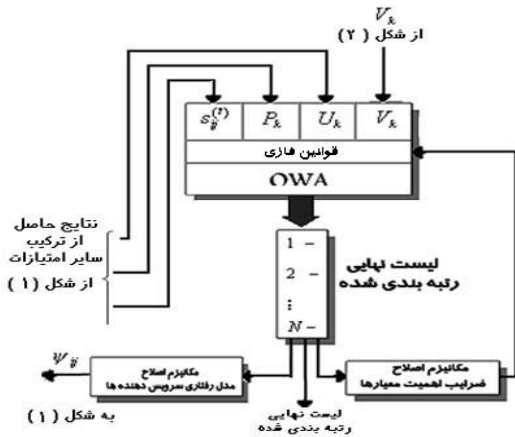 V_k
از شکل ( ۲ )
s_ij^(l) P_k U_k V_k
قوانین فازی
OWA
نتایج حاصل
از ترکیب
سایر امتیازات
از شکل ( ۱ )
1 -
2 -
⋮
N -
لیست نهایی
رتبه بندی شده
مکانیزم اصلاح
مدل رفتاری سرویس دهنده ها
مکانیزم اصلاح
ضرایب اهمیت معیارها
ψ_ij
به شکل ( ۱ )
لیست نهایی
رتبه بندی شده